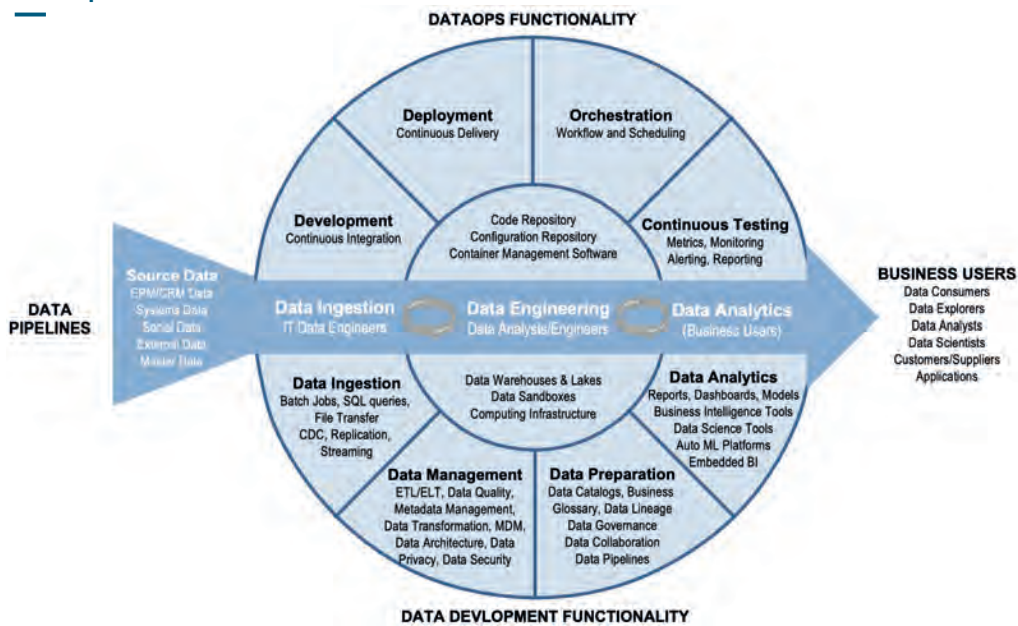 DATAOPS FUNCTIONALITY
Deployment
Continuous Delivery
Orchestration
Workflow and Scheduling
Development
Continuous Integration
Code Repository
Configuration Repository
Container Management Software
Continuous Testing
Metrics, Monitoring
Alerting, Reporting
DATA
PIPELINES
Source Data
EPM/CRM Data
Systems Data
Social Data
External Data
Master Data
Data Ingestion
IT Data Engineers
Data Engineering
Data Analysis/Engineers
Data Analytics
(Business Users)
BUSINESS USERS
Data Consumers
Data Explorers
Data Analysts
Data Scientists
Customers/Suppliers
Applications
Data Ingestion
Batch Jobs, SQL queries,
File Transfer
CDC, Replication,
Streaming
Data Warehouses & Lakes
Data Sandboxes
Computing Infrastructure
Data Analytics
Reports, Dashboards, Models
Business Intelligence Tools
Data Science Tools
Auto ML Platforms
Embedded BI
Data Management
ETL/ELT, Data Quality,
Metadata Management,
Data Transformation, MDM,
Data Architecture, Data
Privacy, Data Security
Data Preparation
Data Catalogs, Business
Glossary, Data Lineage
Data Governance
Data Collaboration
Data Pipelines
DATA DEVLOPMENT FUNCTIONALITY